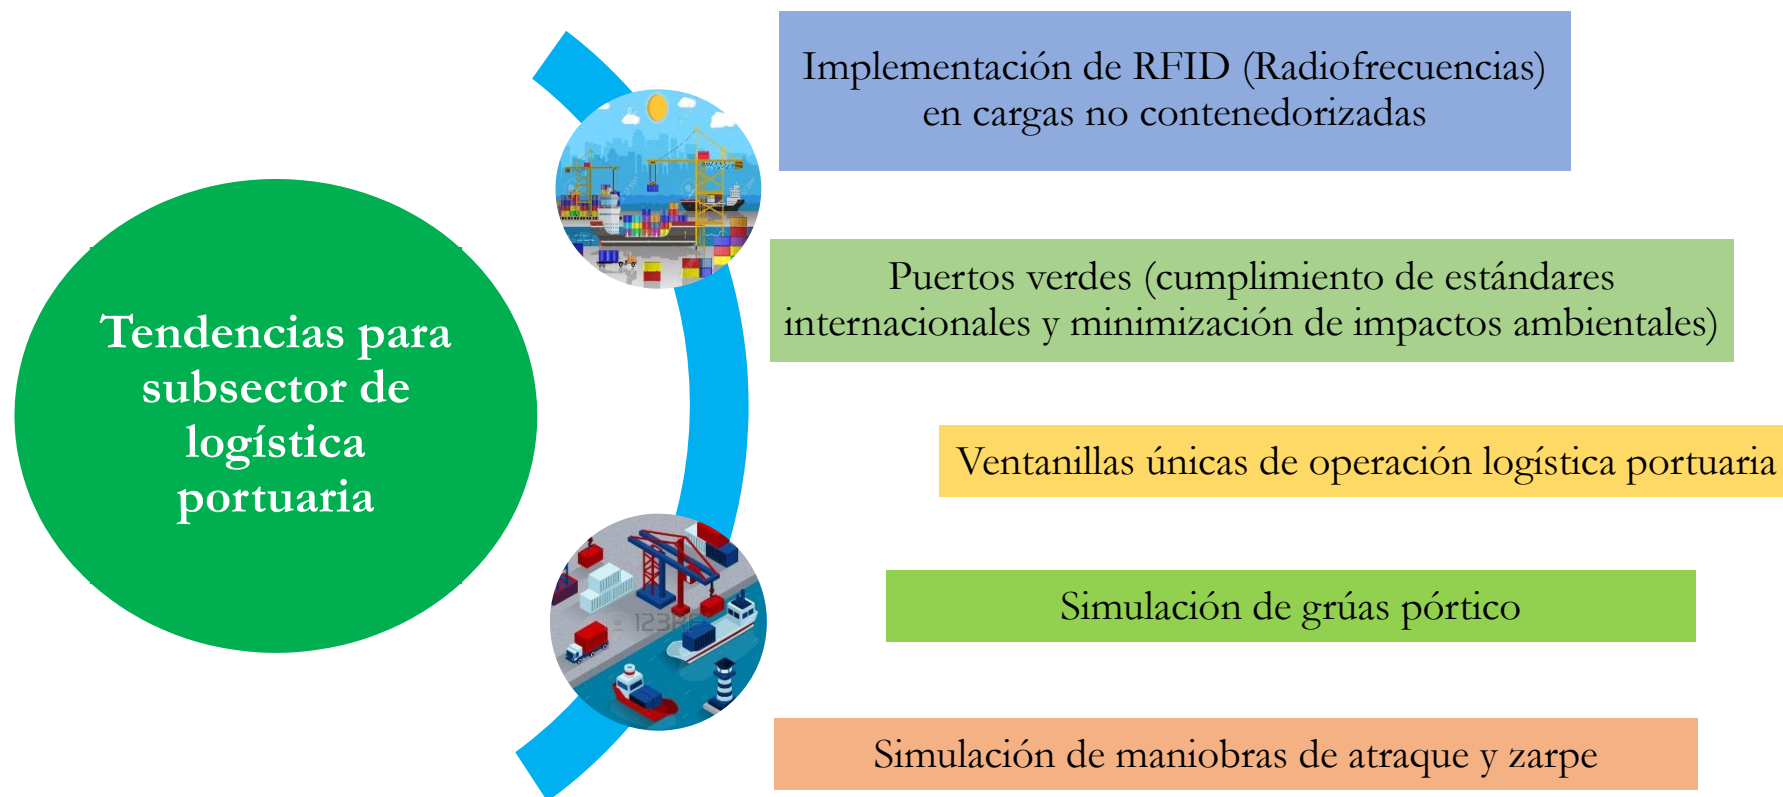 Implementación de RFID (Radiofrecuencias)
en cargas no contenedorizadas
Tendencias para
subsector de
logística
portuaria
Puertos verdes (cumplimiento de estándares
internacionales y minimización de impactos ambientales)
Ventanillas únicas de operación logística portuaria
Simulación de grúas pórtico
Simulación de maniobras de atraque y zarpe